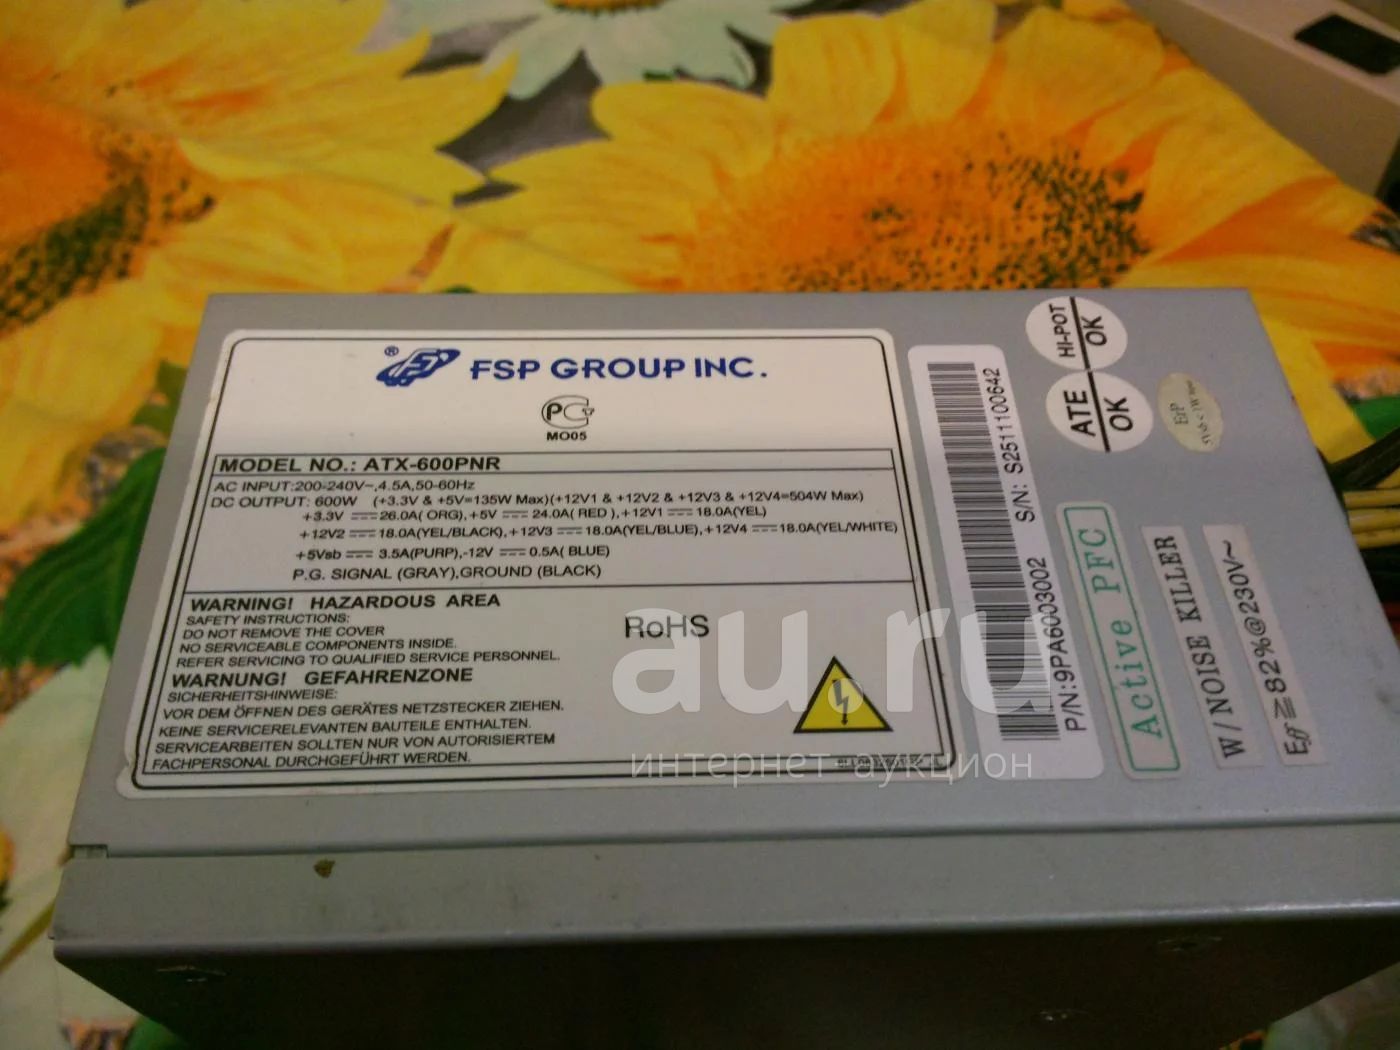 ® FSP GROUP INC.
PC
MO05
MODEL NO.: ATX-600PNR
AC INPUT:200-240V~,4.5A,50-60Hz
DC OUTPUT: 600W (+3.3V & +5V=135W Max)(+12V1 & +12V2 & +12V3 & +12V4=504W Max)
+3.3V ⎓ 26.0A( ORG), +5V ⎓ 24.0A( RED ), +12V1 ⎓ 18.0A(YEL)
+12V2 ⎓ 18.0A(YEL/BLACK), +12V3 ⎓ 18.0A(YEL/BLUE), +12V4 ⎓ 18.0A(YEL/WHITE)
+5Vsb ⎓ 3.5A(PURP),-12V ⎓ 0.5A( BLUE)
P.G. SIGNAL (GRAY),GROUND (BLACK)
WARNING! HAZARDOUS AREA
SAFETY INSTRUCTIONS:
DO NOT REMOVE THE COVER
NO SERVICEABLE COMPONENTS INSIDE.
REFER SERVICING TO QUALIFIED SERVICE PERSONNEL.
WARNUNG! GEFAHRENZONE
SICHERHEITSHINWEISE:
VOR DEM ÖFFNEN DES GERÄTES NETZSTECKER ZIEHEN.
KEINE SERVICERELEVANTEN BAUTEILE ENTHALTEN.
SERVICEARBEITEN SOLLTEN NUR VON AUTORISIERTEM
FACHPERSONAL DURCHGEFÜHRT WERDEN.
RoHS
S/N: S2511100642
P/N:9PA6003002
HI-POT
OK
ATE
OK
ErP
5Vsb<1W
Active PFC
W/NOISE KILLER
Eff≧82%@230V~
au.ru
интернет-аукцион